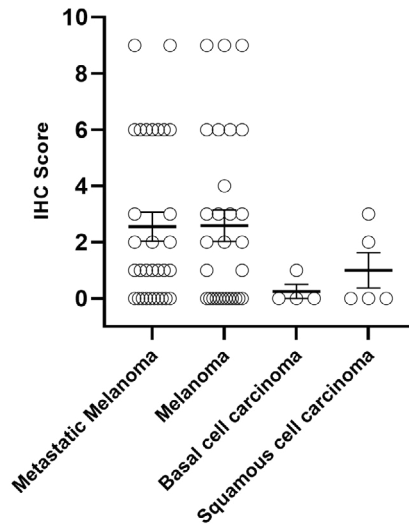 IHC Score
10
8
6
4
2
0
Metastatic Melanoma
Melanoma
Basal cell carcinoma
Squamous cell carcinoma